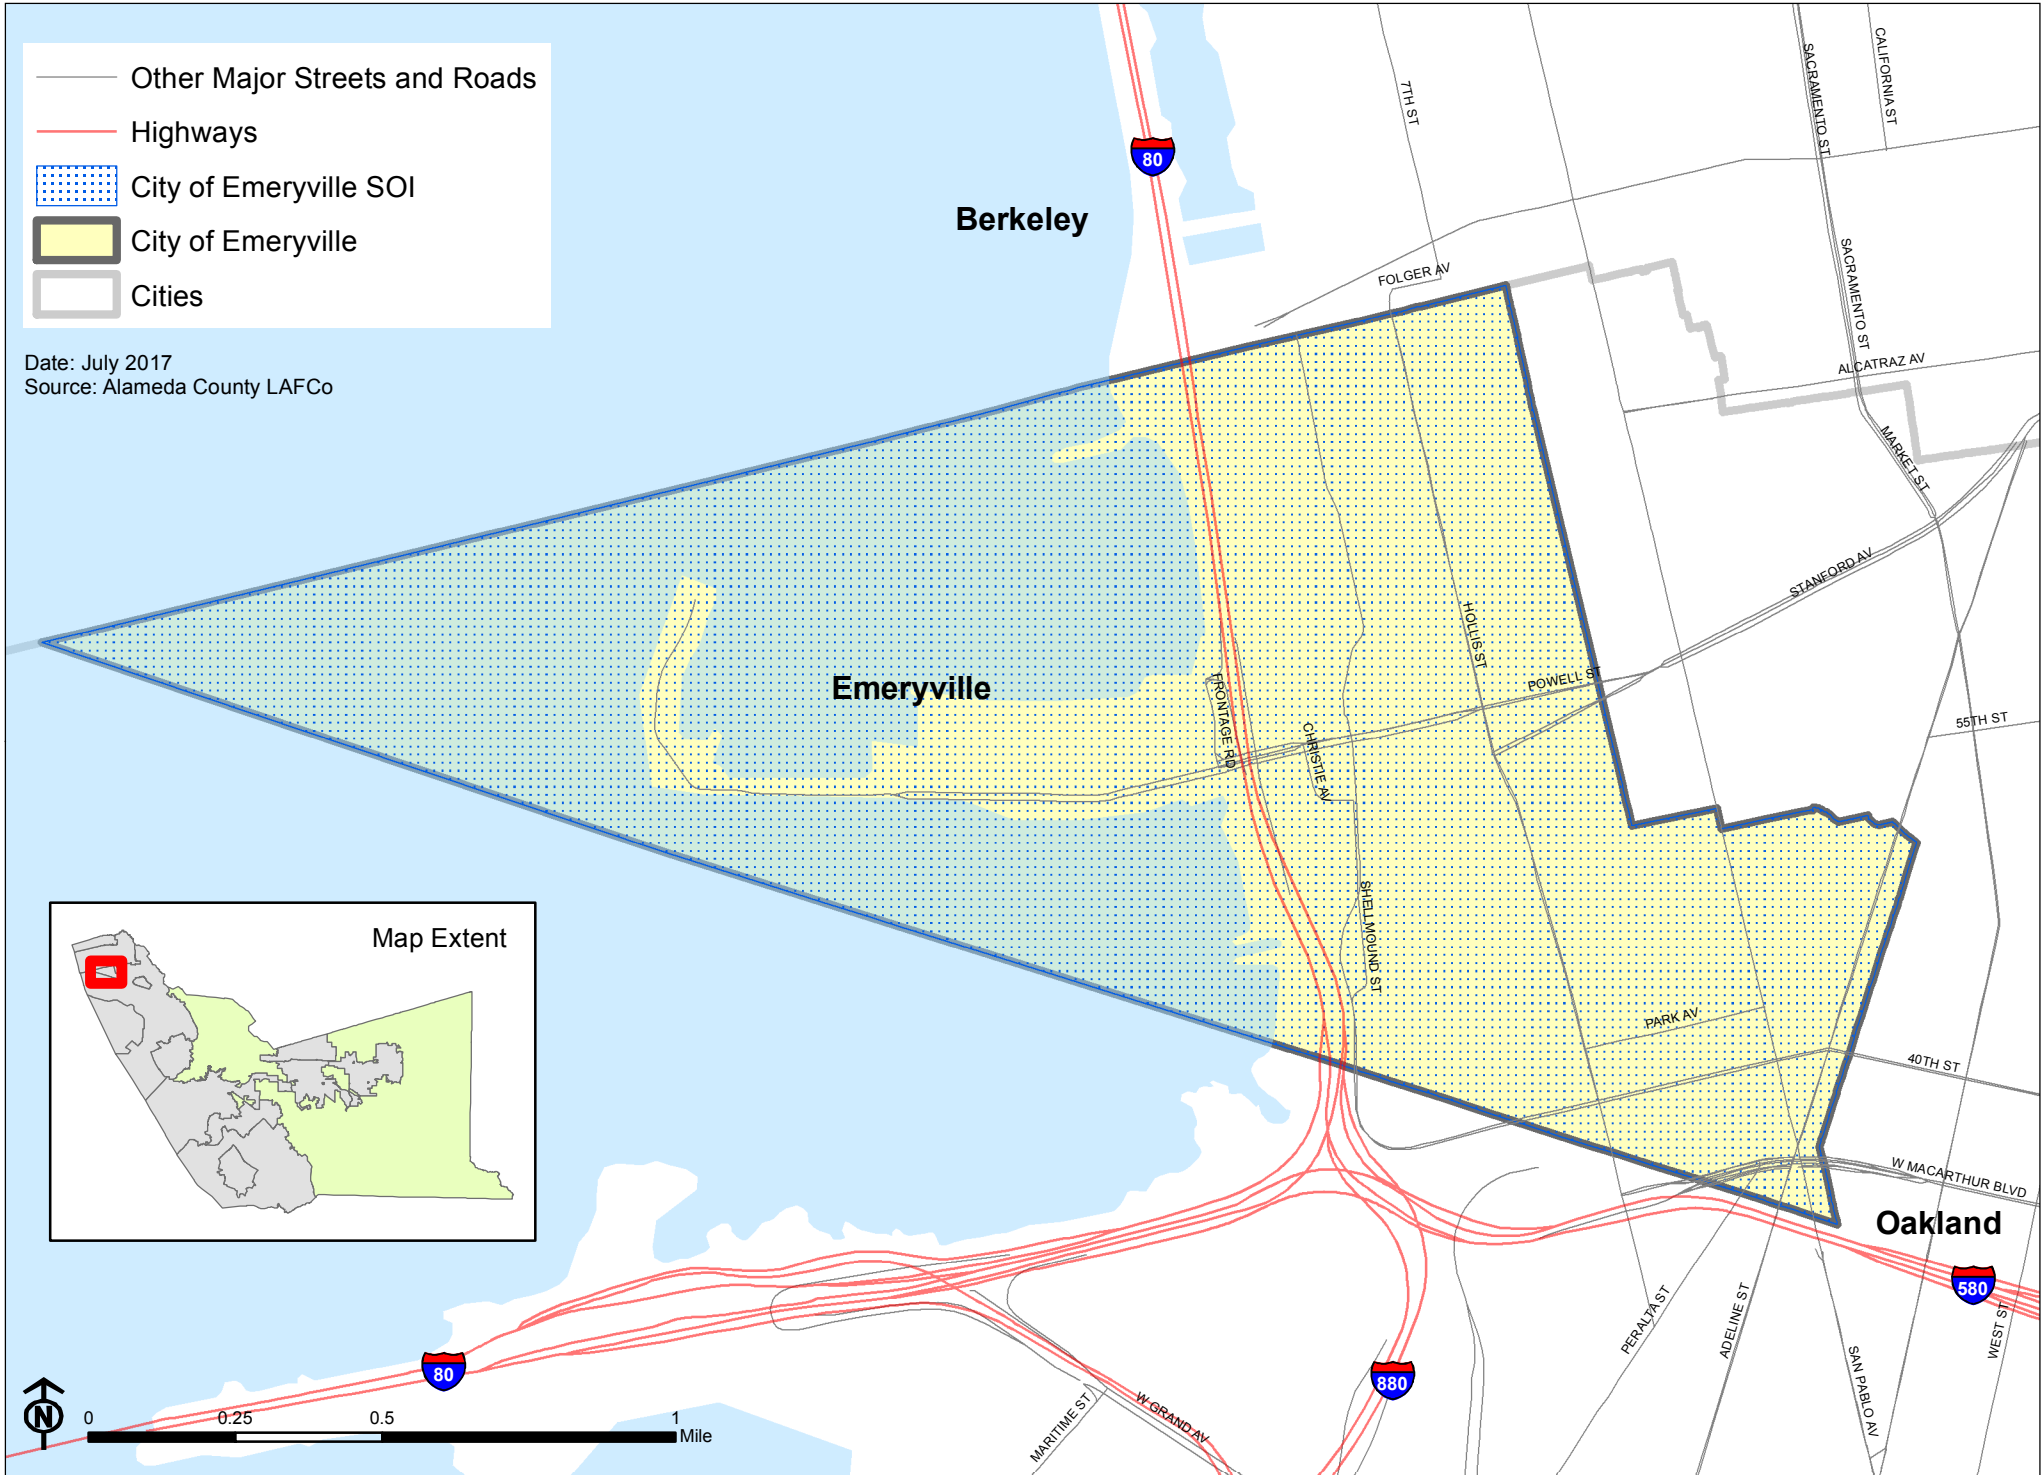 Other Major Streets and Roads
Highways
City of Emeryville SOI
City of Emeryville
Cities
Date: July 2017
Source: Alameda County LAFCo
80
Berkeley
7TH ST
SACRAMENTO ST
CALIFORNIA ST
FOLGER AV
SACRAMENTO ST
ALCATRAZ AV
MARKET ST
STANFORD AV
HOLLIS ST
Emeryville
FRONTAGE RD
POWELL ST
CHRISTIE AV
55TH ST
SHELLMOUND ST
Map Extent
PARK AV
40TH ST
W MACARTHUR BLVD
Oakland
580
PERALTA ST
ADELINE ST
WEST ST
SAN PABLO AV
80
880
MARITIME ST
W GRAND AV
N
0 0.25 0.5 1
Mile